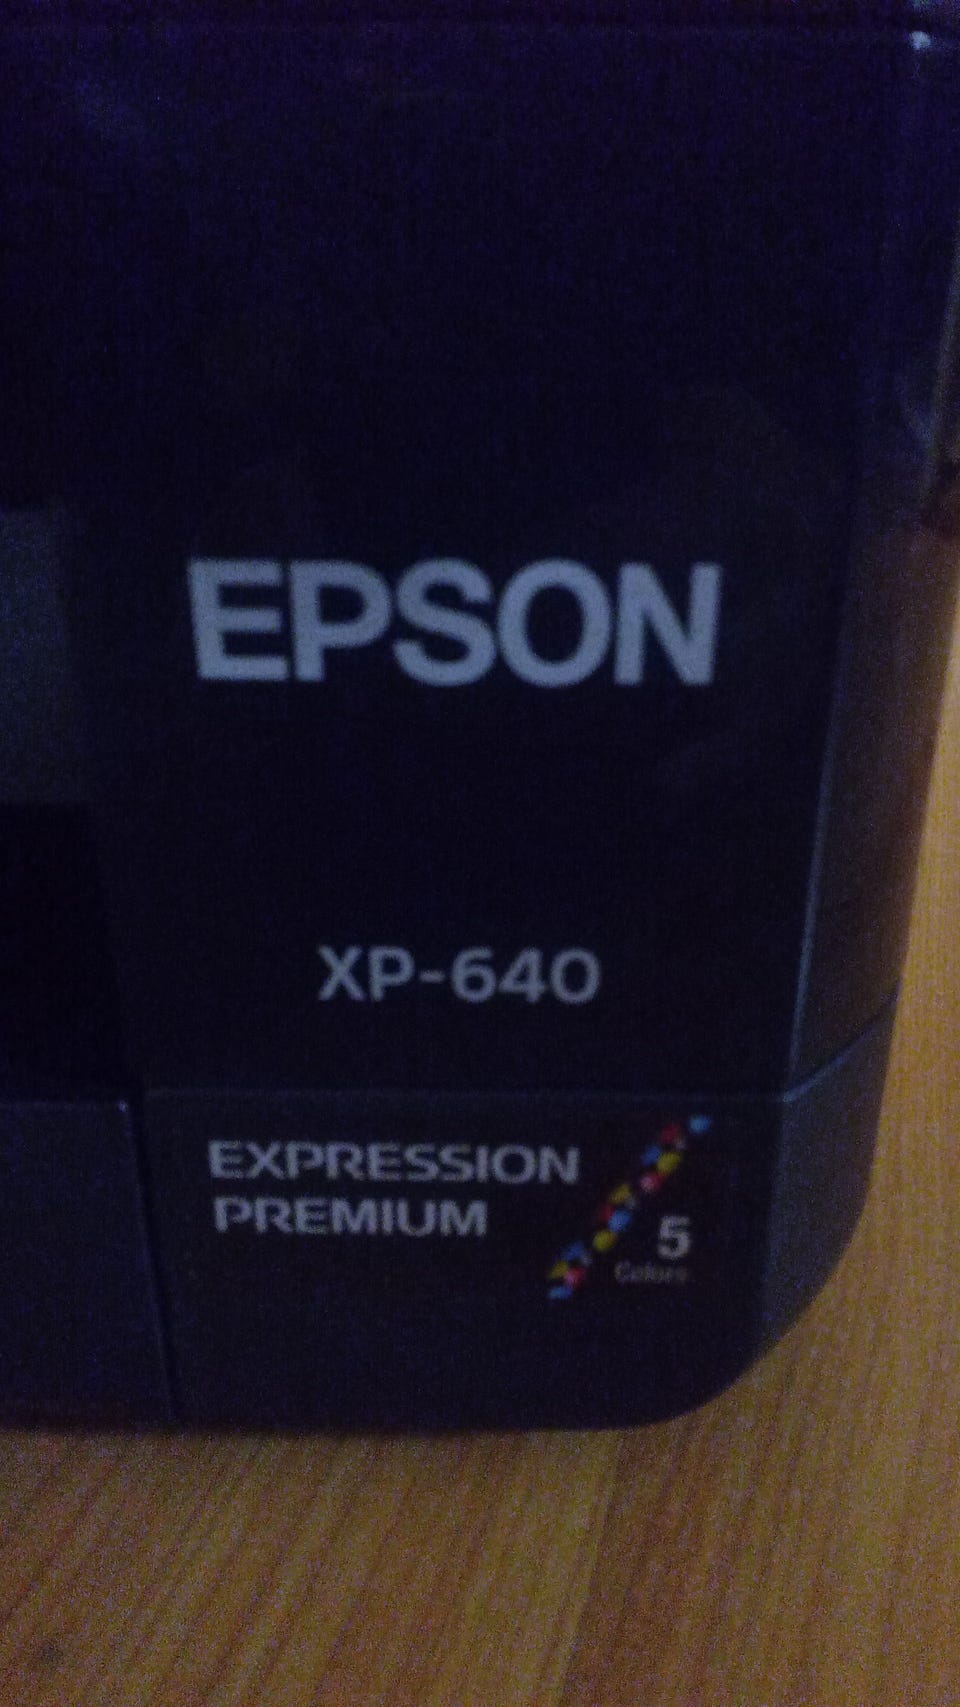 EPSON
XP-640
EXPRESSION
PREMIUM
5
Colors